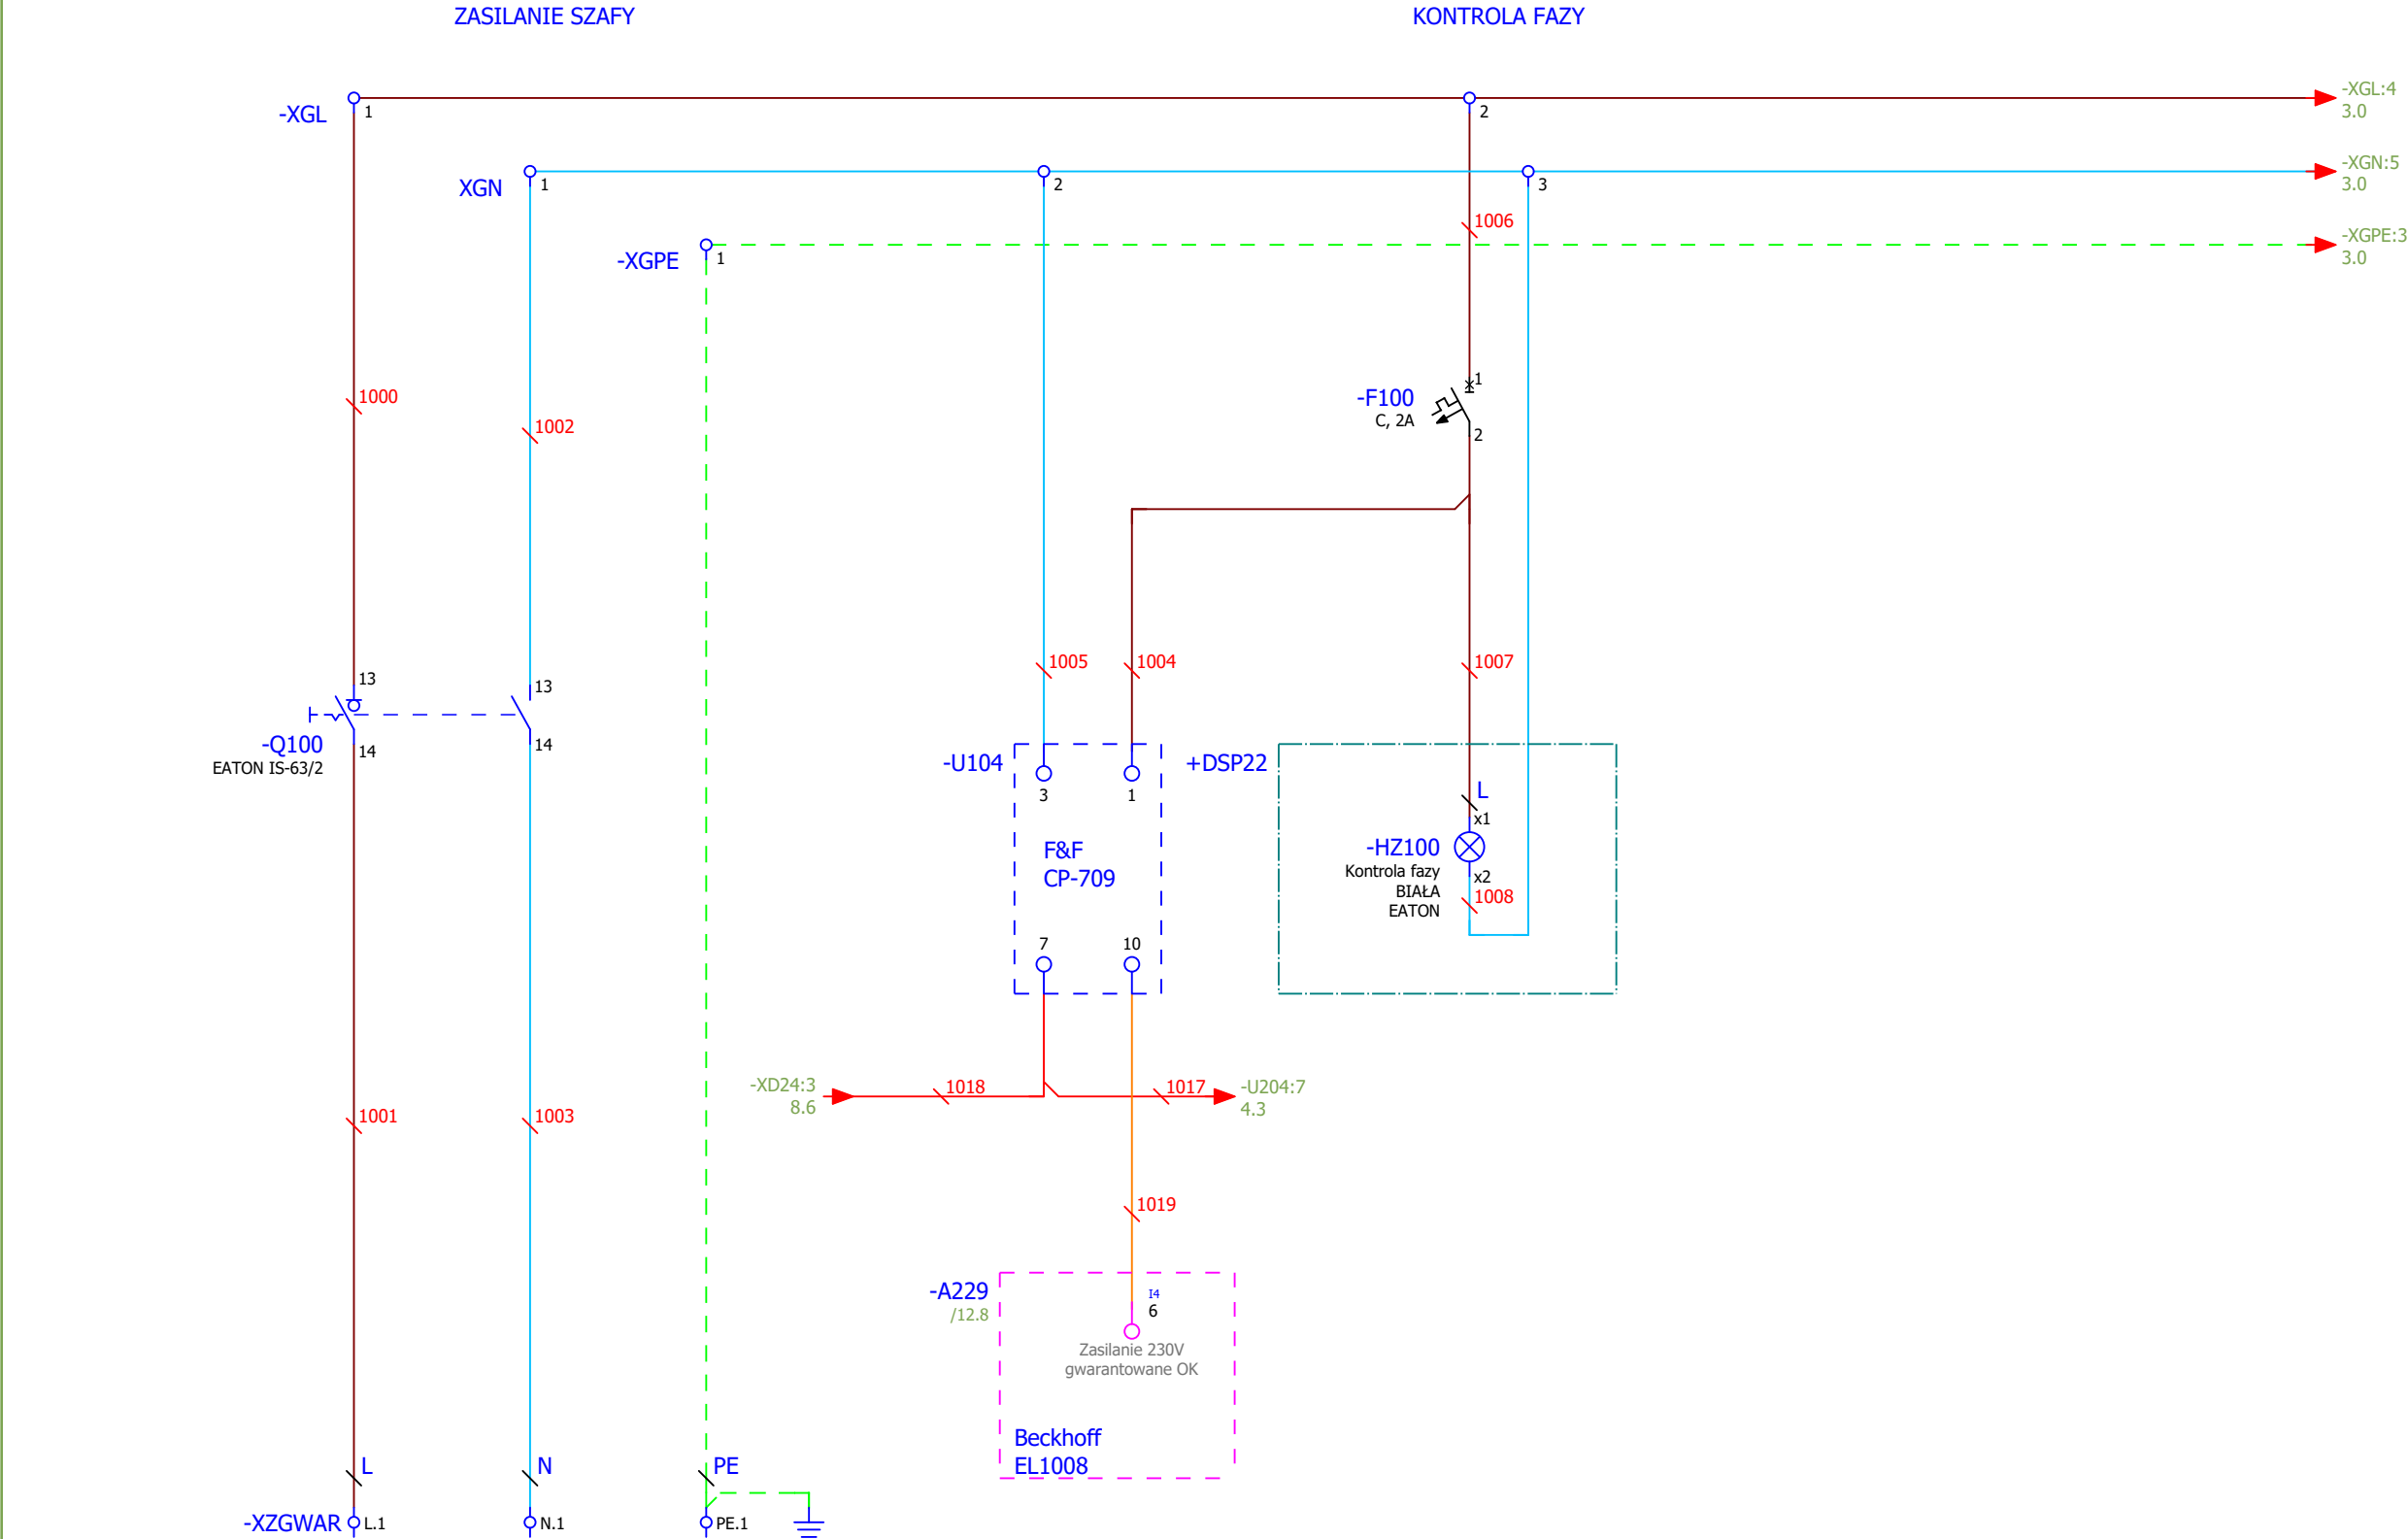 ZASILANIE SZAFY
KONTROLA FAZY
-XGL
1
2
-XGL:4
3.0
XGN
1
2
3
-XGN:5
3.0
-XGPE
1
-XGPE:3
3.0
1006
1000
1002
-F100
C, 2A
1
2
1005
1004
1007
13
14
13
14
-Q100
EATON IS-63/2
-U104
3
1
F&F
CP-709
7
10
+DSP22
L
x1
-HZ100
Kontrola fazy
BIAŁA
EATON
x2
1008
-XD24:3
8.6
1018
1017
-U204:7
4.3
1001
1003
1019
-A229
/12.8
I4
6
Zasilanie 230V
gwarantowane OK
Beckhoff
EL1008
L
N
PE
-XZGWAR
L.1
N.1
PE.1